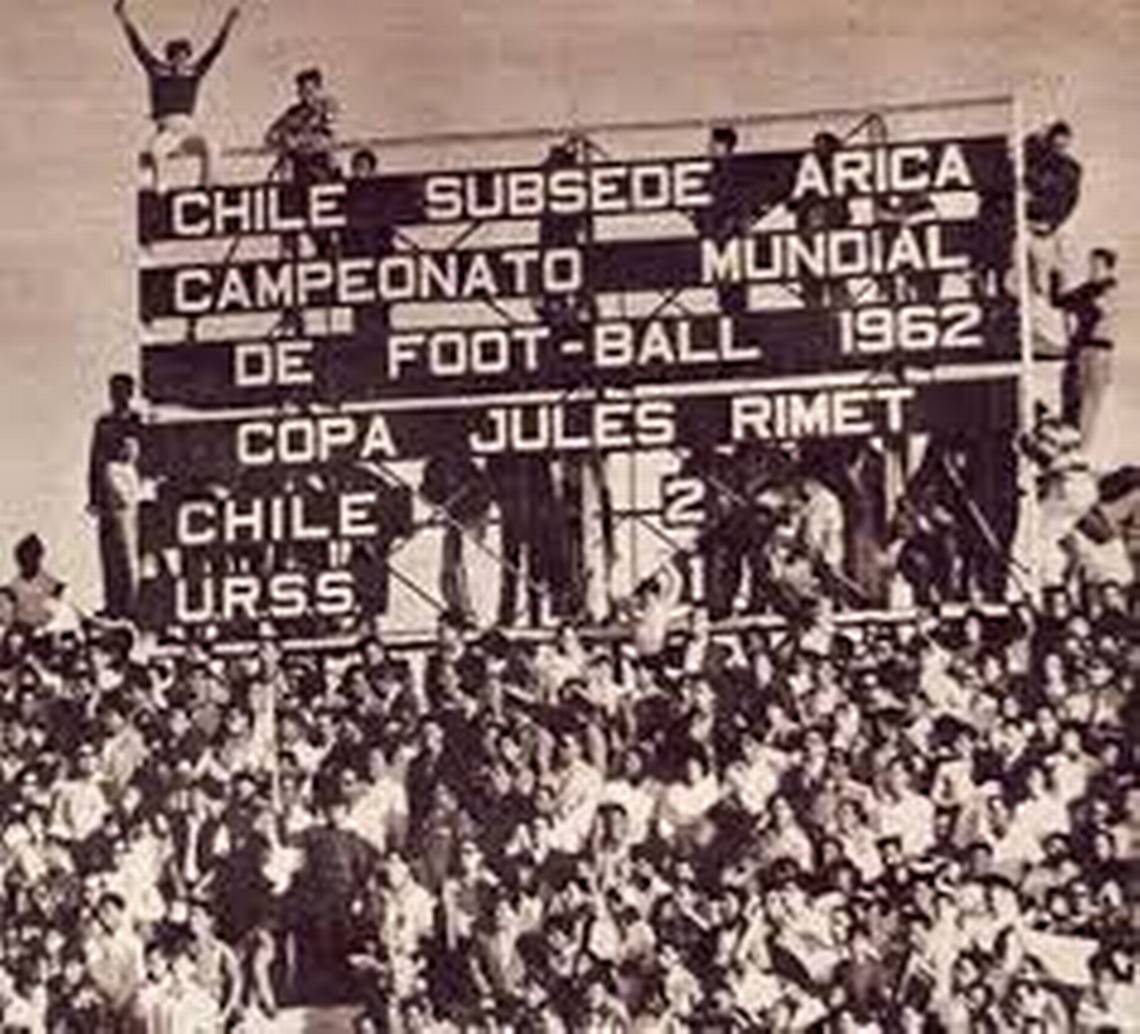 CHILE SUBSEDE ARICA
CAMPEONATO MUNDIAL
DE FOOT-BALL 1962
COPA JULES RIMET
CHILE 2
U.R.S.S. 1